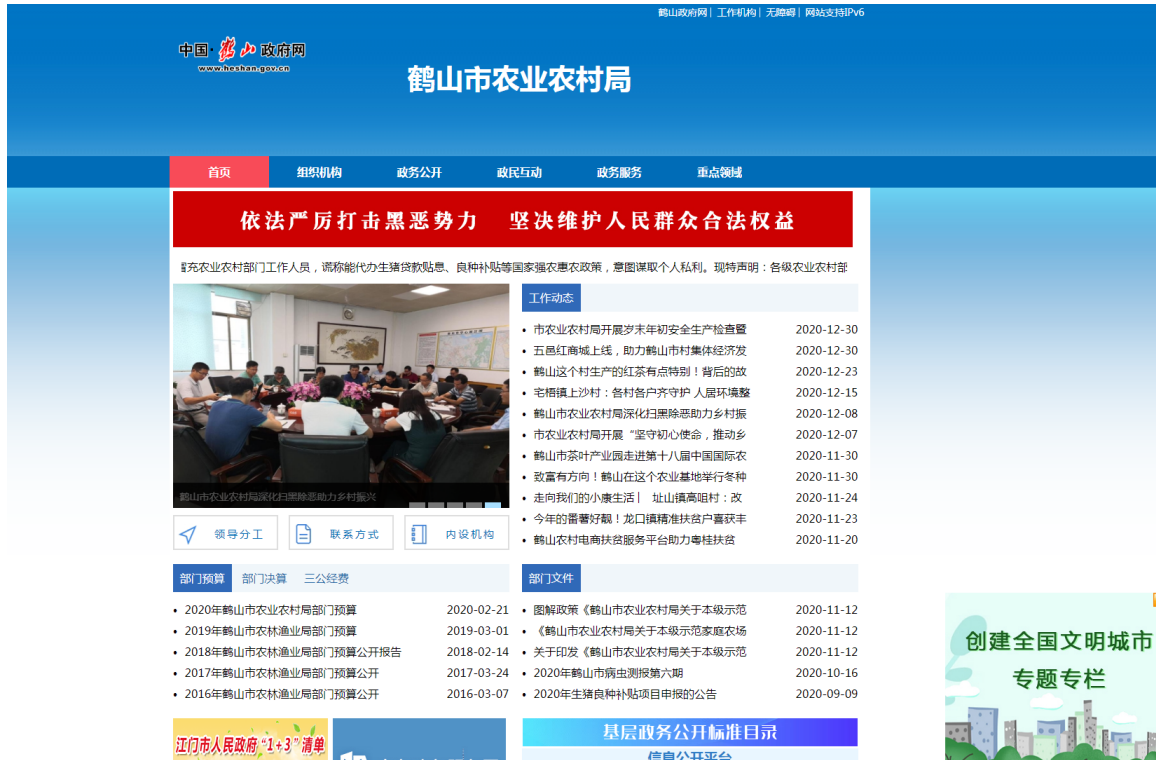 鹤山政府网| 工作机构| 无障碍| 网站支持IPv6
中国·鹤山政府网
www.heshan.gov.cn
鹤山市农业农村局
首页 组织机构 政务公开 政民互动 政务服务 重点领域
依法严厉打击黑恶势力 坚决维护人民群众合法权益
充农业农村部门工作人员，谎称能代办生猪贷款贴息、良种补贴等国家强农惠农政策，意图谋取个人私利。现特声明：各级农业农村部
鹤山市农业农村局深化扫黑除恶助力乡村振兴
领导分工 联系方式 内设机构
工作动态
• 市农业农村局开展岁末年初安全生产检查暨 2020-12-30
• 五邑红商城上线，助力鹤山市村集体经济发 2020-12-30
• 鹤山这个村生产的红茶有点特别！背后的故 2020-12-23
• 宅梧镇上沙村：各村各户齐守护 人居环境整 2020-12-15
• 鹤山市农业农村局深化扫黑除恶助力乡村振 2020-12-08
• 市农业农村局开展“坚守初心使命，推动乡 2020-12-07
• 鹤山市茶叶产业园走进第十八届中国国际农 2020-11-30
• 致富有方向！鹤山在这个农业基地举行冬种 2020-11-30
• 走向我们的小康生活| 址山镇高咀村：改 2020-11-24
• 今年的番薯好靓！龙口镇精准扶贫户喜获丰 2020-11-23
• 鹤山农村电商扶贫服务平台助力粤桂扶贫 2020-11-20
部门预算 部门决算 三公经费
• 2020年鹤山市农业农村局部门预算 2020-02-21
• 2019年鹤山市农林渔业局部门预算 2019-03-01
• 2018年鹤山市农林渔业局部门预算公开报告 2018-02-14
• 2017年鹤山市农林渔业局部门预算公开 2017-03-24
• 2016年鹤山市农林渔业局部门预算公开 2016-03-07
部门文件
• 图解政策《鹤山市农业农村局关于本级示范 2020-11-12
• 《鹤山市农业农村局关于本级示范家庭农场 2020-11-12
• 关于印发《鹤山市农业农村局关于本级示范 2020-11-12
• 2020年鹤山市病虫测报第六期 2020-10-16
• 2020年生猪良种补贴项目申报的公告 2020-09-09
创建全国文明城市
专题专栏
江门市人民政府“1+3”清单
基层政务公开标准目录
信息公开平台